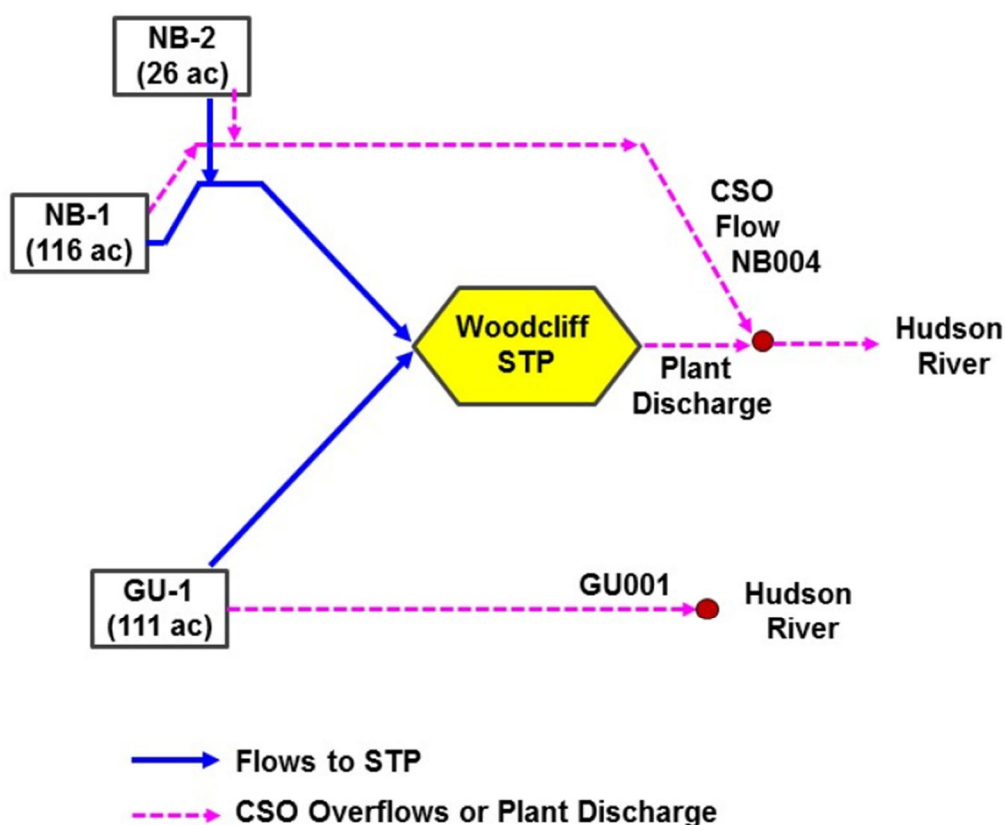 NB-2
(26 ac)
NB-1
(116 ac)
CSO
Flow
NB004
Woodcliff
STP
Plant
Discharge
Hudson
River
GU-1
(111 ac)
GU001
Hudson
River
Flows to STP
CSO Overflows or Plant Discharge